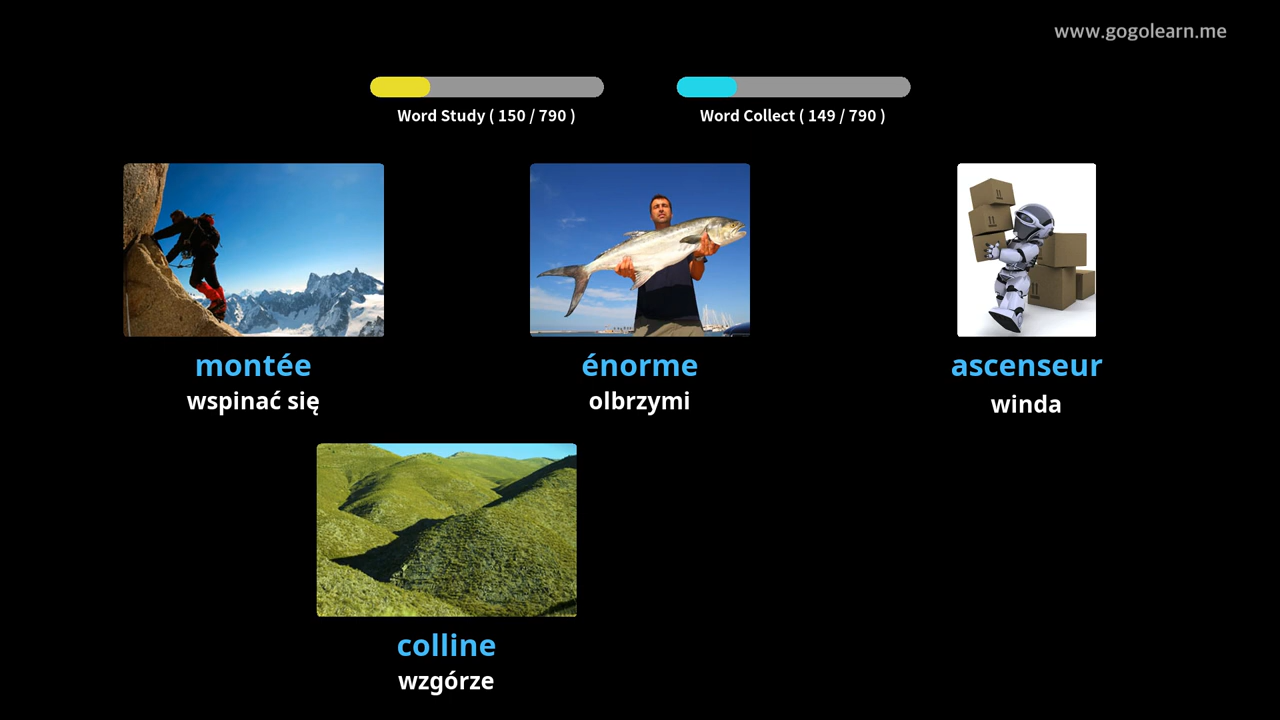 www.gogolearn.me
Word Study ( 150 / 790 )
Word Collect ( 149 / 790 )
montée
wspinać się
énorme
olbrzymi
ascenseur
winda
colline
wzgórze